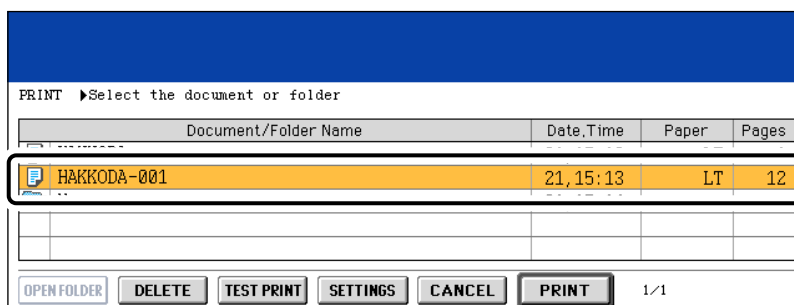 PRINT ▶Select the document or folder
Document/Folder Name Date,Time Paper Pages
HAKKODA-001 21,15:13 LT 12
OPEN FOLDER DELETE TEST PRINT SETTINGS CANCEL PRINT 1/1